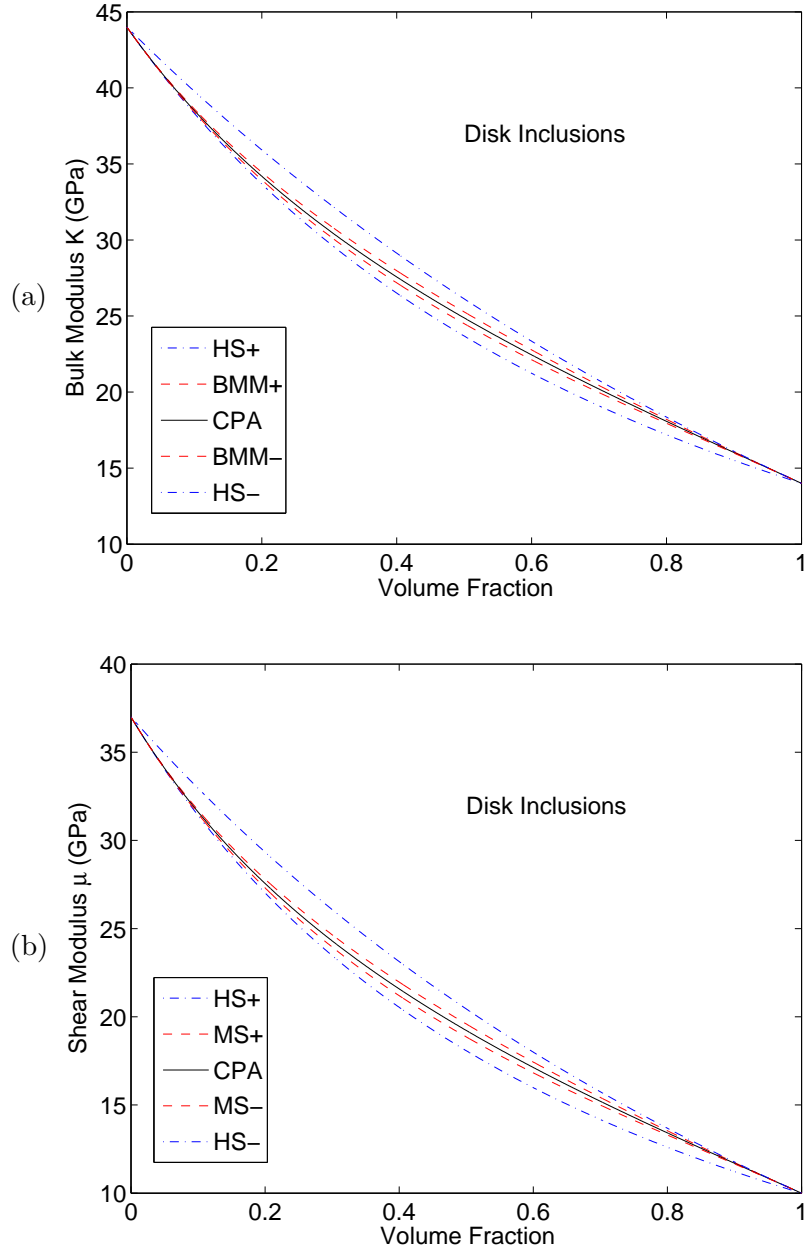 (a)
Bulk Modulus K (GPa)
45
40
35
30
25
20
15
10
Disk Inclusions
HS+
BMM+
CPA
BMM−
HS−
0
0.2
0.4
0.6
0.8
1
Volume Fraction
(b)
Shear Modulus μ (GPa)
40
35
30
25
20
15
10
Disk Inclusions
HS+
MS+
CPA
MS−
HS−
0
0.2
0.4
0.6
0.8
1
Volume Fraction